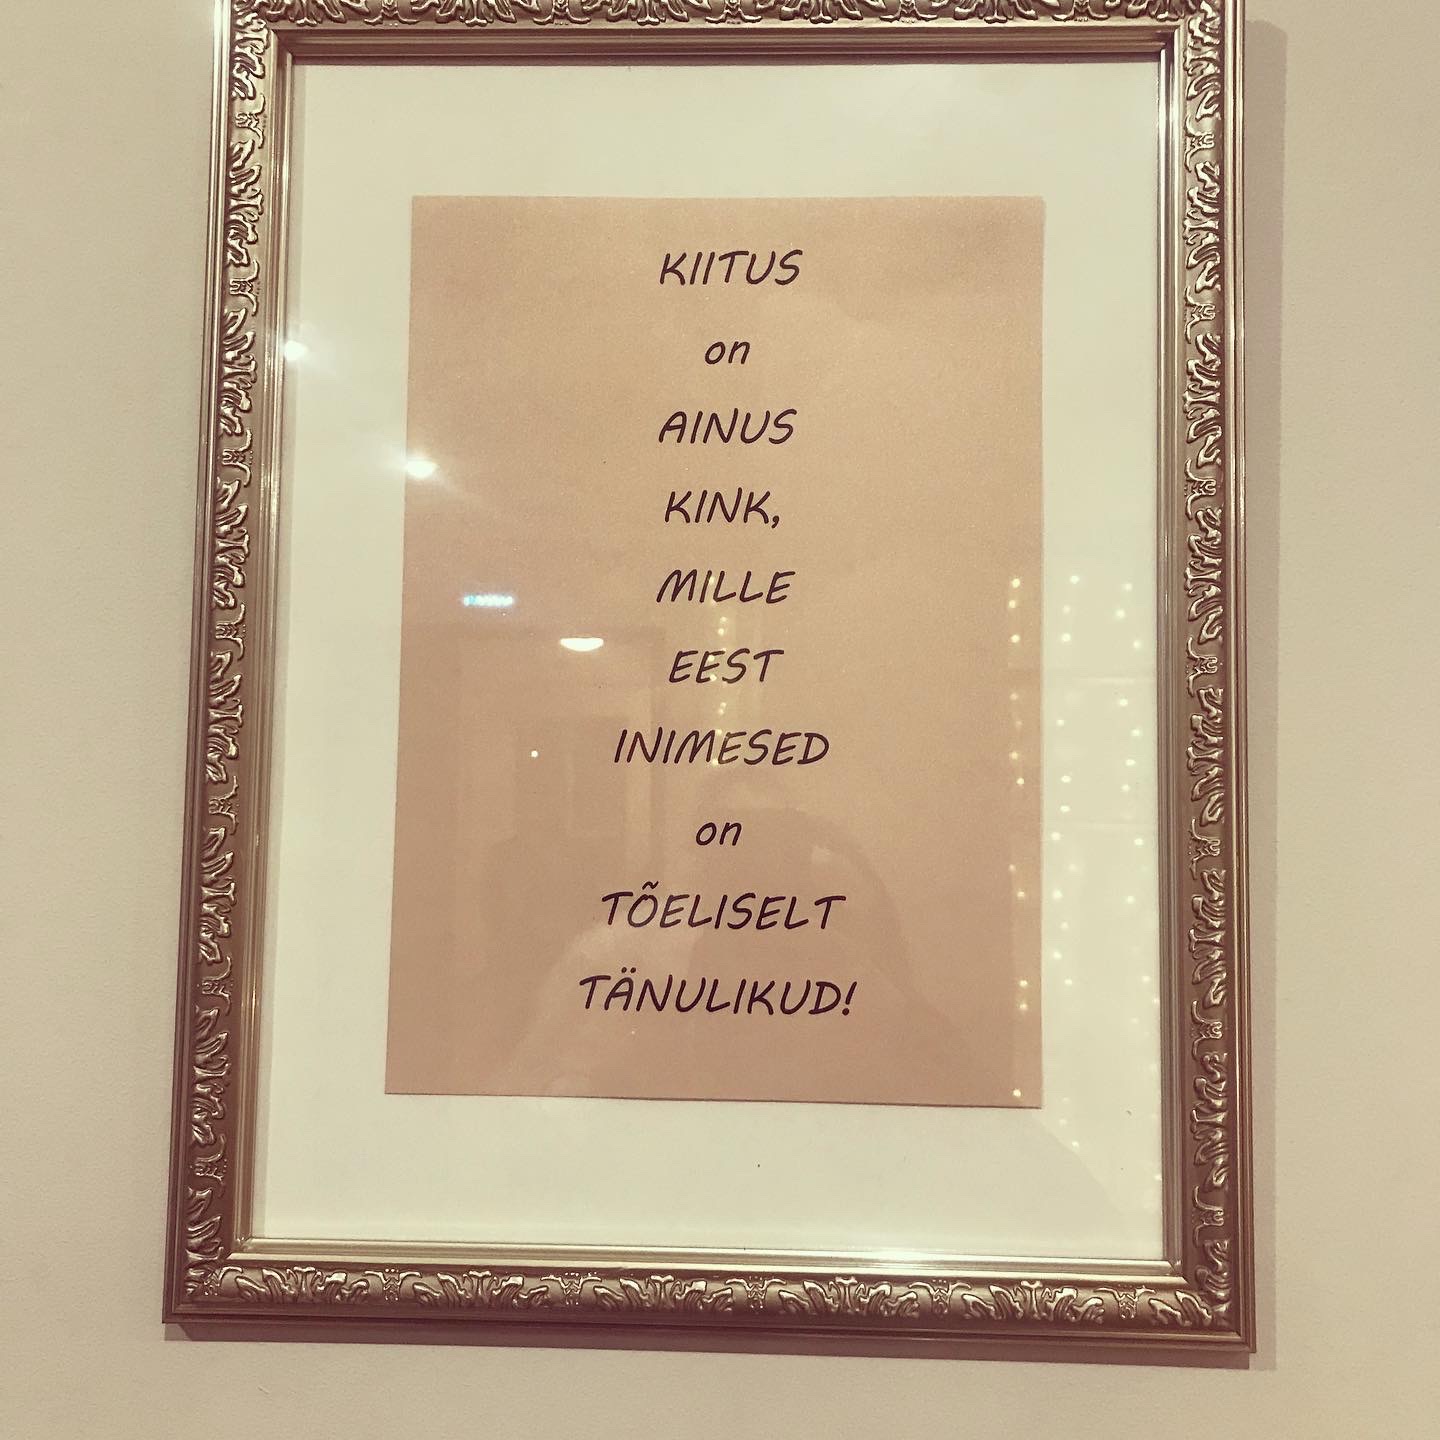 KIITUS
on
AINUS
KINK,
MILLE
EEST
INIMESED
on
TÕELISELT
TÄNULIKUD!